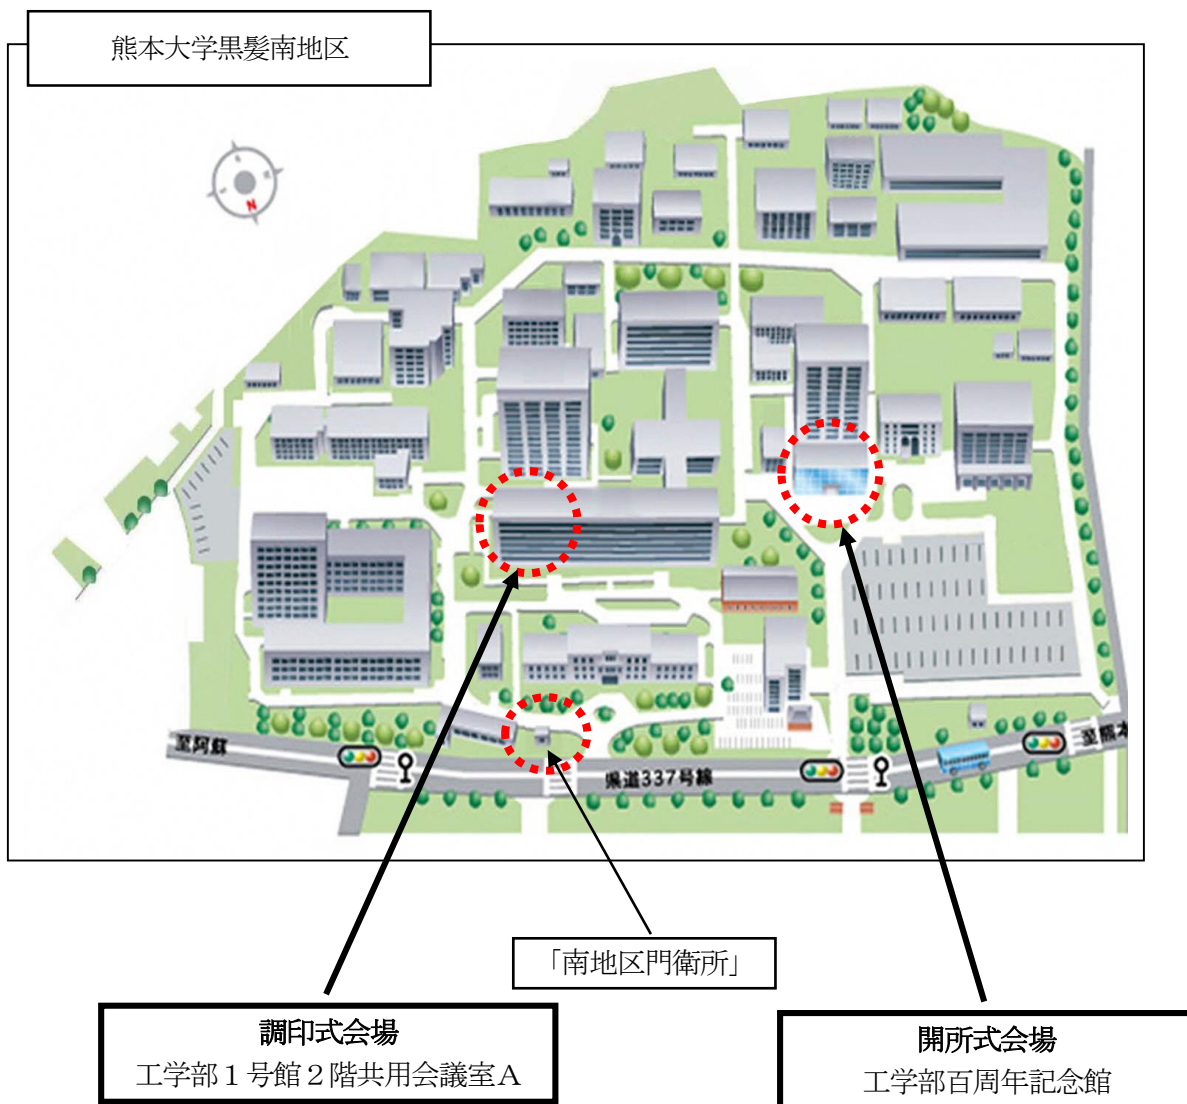 熊本大学黒髪南地区
N
至阿蘇
県道337号線
至熊本
「南地区門衛所」
調印式会場
工学部１号館２階共用会議室Ａ
開所式会場
工学部百周年記念館